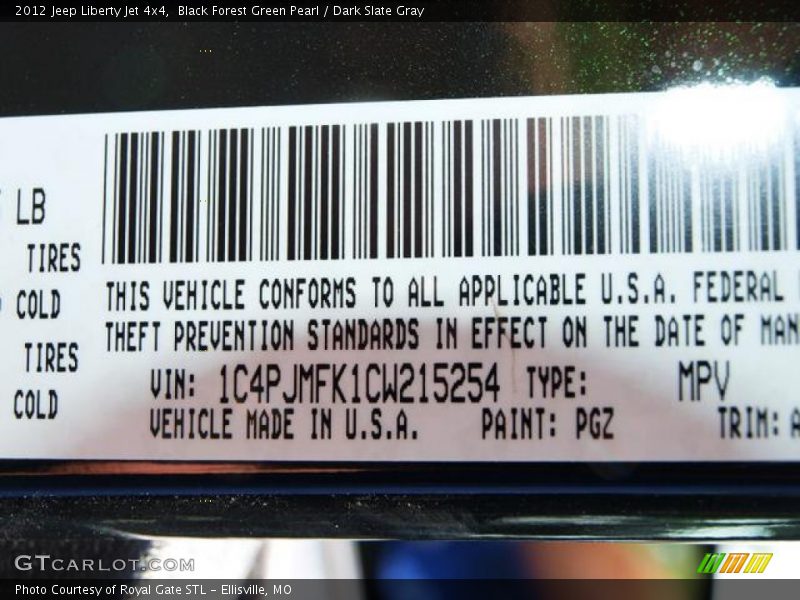 2012 Jeep Liberty Jet 4x4,  Black Forest Green Pearl / Dark Slate Gray
LB
TIRES
COLD
TIRES
COLD
THIS VEHICLE CONFORMS TO ALL APPLICABLE U.S.A. FEDERAL
THEFT PREVENTION STANDARDS IN EFFECT ON THE DATE OF MAN
VIN: 1C4PJMFK1CW215254 TYPE: MPV
VEHICLE MADE IN U.S.A. PAINT: PGZ TRIM: A
GTCARLOT.COM
Photo Courtesy of Royal Gate STL - Ellisville, MO